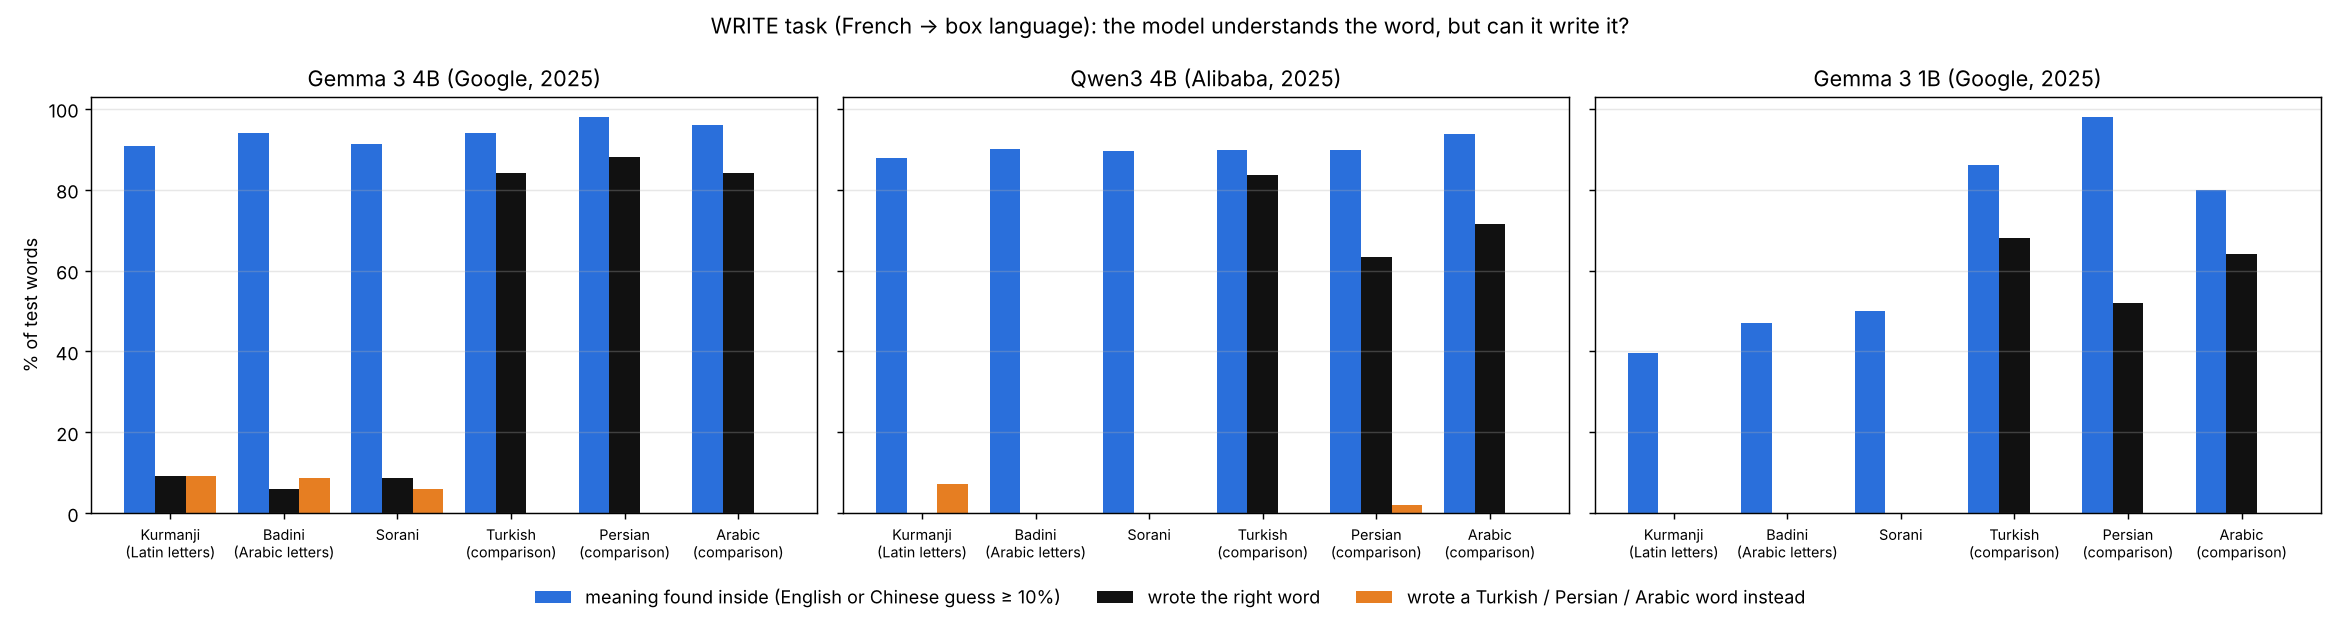 WRITE task (French → box language): the model understands the word, but can it write it?
Gemma 3 4B (Google, 2025)
Qwen3 4B (Alibaba, 2025)
Gemma 3 1B (Google, 2025)
% of test words
100
80
60
40
20
0
Kurmanji
(Latin letters)
Badini
(Arabic letters)
Sorani
Turkish
(comparison)
Persian
(comparison)
Arabic
(comparison)
Kurmanji
(Latin letters)
Badini
(Arabic letters)
Sorani
Turkish
(comparison)
Persian
(comparison)
Arabic
(comparison)
Kurmanji
(Latin letters)
Badini
(Arabic letters)
Sorani
Turkish
(comparison)
Persian
(comparison)
Arabic
(comparison)
meaning found inside (English or Chinese guess ≥ 10%)
wrote the right word
wrote a Turkish / Persian / Arabic word instead